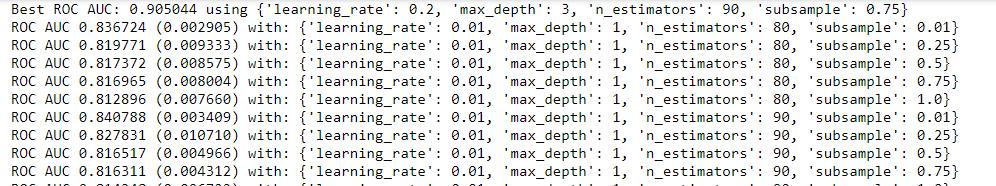 Best ROC AUC: 0.905044 using {'learning_rate': 0.2, 'max_depth': 3, 'n_estimators': 90, 'subsample': 0.75}
ROC AUC 0.836724 (0.002905) with: {'learning_rate': 0.01, 'max_depth': 1, 'n_estimators': 80, 'subsample': 0.01}
ROC AUC 0.819771 (0.009333) with: {'learning_rate': 0.01, 'max_depth': 1, 'n_estimators': 80, 'subsample': 0.25}
ROC AUC 0.817372 (0.008575) with: {'learning_rate': 0.01, 'max_depth': 1, 'n_estimators': 80, 'subsample': 0.5}
ROC AUC 0.816965 (0.008004) with: {'learning_rate': 0.01, 'max_depth': 1, 'n_estimators': 80, 'subsample': 0.75}
ROC AUC 0.812896 (0.007660) with: {'learning_rate': 0.01, 'max_depth': 1, 'n_estimators': 80, 'subsample': 1.0}
ROC AUC 0.840788 (0.003409) with: {'learning_rate': 0.01, 'max_depth': 1, 'n_estimators': 90, 'subsample': 0.01}
ROC AUC 0.827831 (0.010710) with: {'learning_rate': 0.01, 'max_depth': 1, 'n_estimators': 90, 'subsample': 0.25}
ROC AUC 0.816517 (0.004966) with: {'learning_rate': 0.01, 'max_depth': 1, 'n_estimators': 90, 'subsample': 0.5}
ROC AUC 0.816311 (0.004312) with: {'learning_rate': 0.01, 'max_depth': 1, 'n_estimators': 90, 'subsample': 0.75}